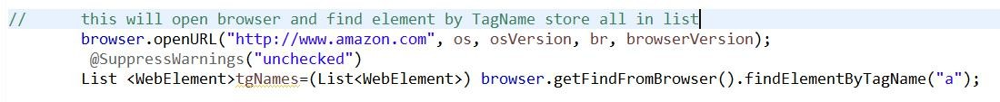 // this will open browser and find element by TagName store all in list
browser.openURL("http://www.amazon.com", os, osVersion, br, browserVersion);
@SuppressWarnings("unchecked")
List <WebElement>tgNames=(List<WebElement>) browser.getFindFromBrowser().findElementByTagName("a");